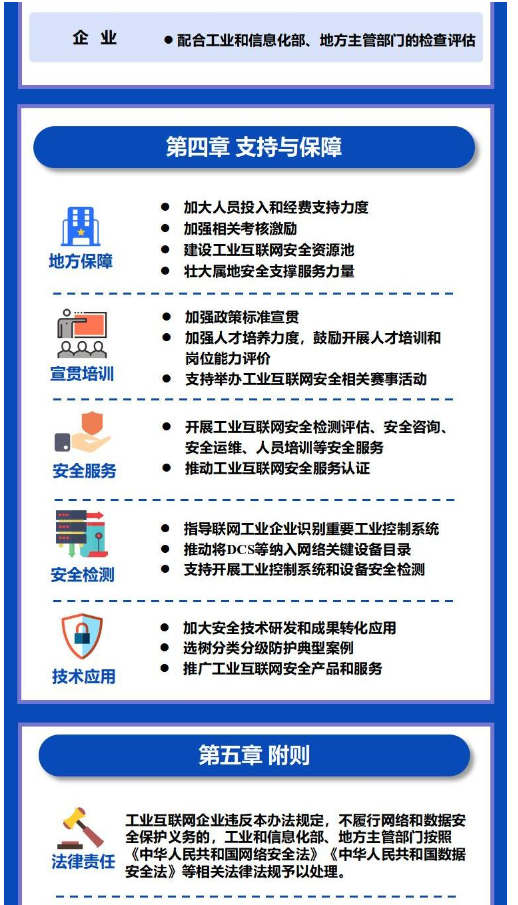 企 业
● 配合工业和信息化部、地方主管部门的检查评估
第四章 支持与保障
● 加大人员投入和经费支持力度
● 加强相关考核激励
● 建设工业互联网安全资源池
● 壮大属地安全支撑服务力量
地方保障
● 加强政策标准宣贯
● 加强人才培养力度，鼓励开展人才培训和
岗位能力评价
● 支持举办工业互联网安全相关赛事活动
宣贯培训
● 开展工业互联网安全检测评估、安全咨询、
安全运维、人员培训等安全服务
● 推动工业互联网安全服务认证
安全服务
● 指导联网工业企业识别重要工业控制系统
● 推动将DCS等纳入网络关键设备目录
● 支持开展工业控制系统和设备安全检测
安全检测
● 加大安全技术研发和成果转化应用
● 选树分类分级防护典型案例
● 推广工业互联网安全产品和服务
技术应用
第五章 附则
工业互联网企业违反本办法规定，不履行网络和数据安
全保护义务的，工业和信息化部、地方主管部门按照
《中华人民共和国网络安全法》《中华人民共和国数据
安全法》等相关法律法规予以处理。
法律责任